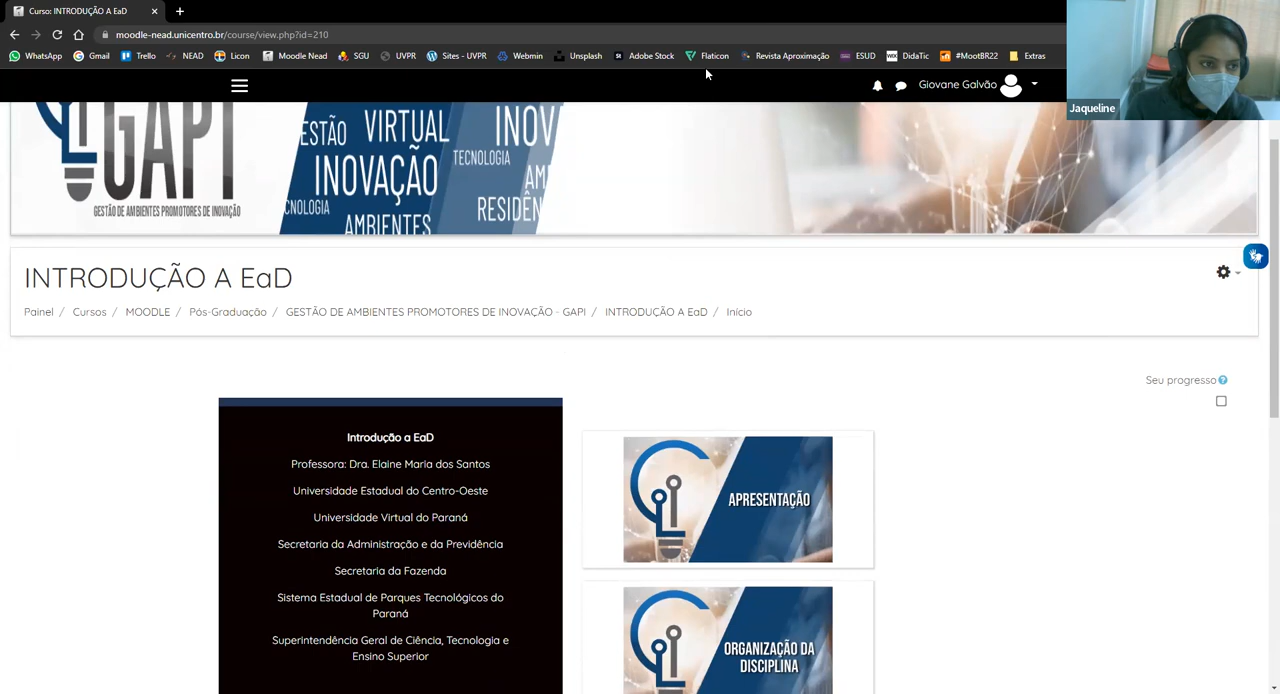 Curso: INTRODUÇÃO A EaD
moodle-nead.unicentro.br/course/view.php?id=210
WhatsApp Gmail Trello NEAD Licon Moodle Nead SGU UVPR Sites - UVPR Webmin Unsplash Adobe Stock Flaticon Revista Aproximação ESUD DidaTic #MootBR22 Extras
Giovane Galvão
Jaqueline
GAPI
GESTÃO DE AMBIENTES PROMOTORES DE INOVAÇÃO
ESTÃO VIRTUAL INOV
INOVAÇÃO TECNOLOGIA
CNOLOGIA AM
AMBIENTES RESIDÊN
INTRODUÇÃO A EaD
Painel / Cursos / MOODLE / Pós-Graduação / GESTÃO DE AMBIENTES PROMOTORES DE INOVAÇÃO - GAPI / INTRODUÇÃO A EaD / Início
Seu progresso
Introdução a EaD
Professora: Dra. Elaine Maria dos Santos
Universidade Estadual do Centro-Oeste
Universidade Virtual do Paraná
Secretaria da Administração e da Previdência
Secretaria da Fazenda
Sistema Estadual de Parques Tecnológicos do
Paraná
Superintendência Geral de Ciência, Tecnologia e
Ensino Superior
APRESENTAÇÃO
ORGANIZAÇÃO DA
DISCIPLINA